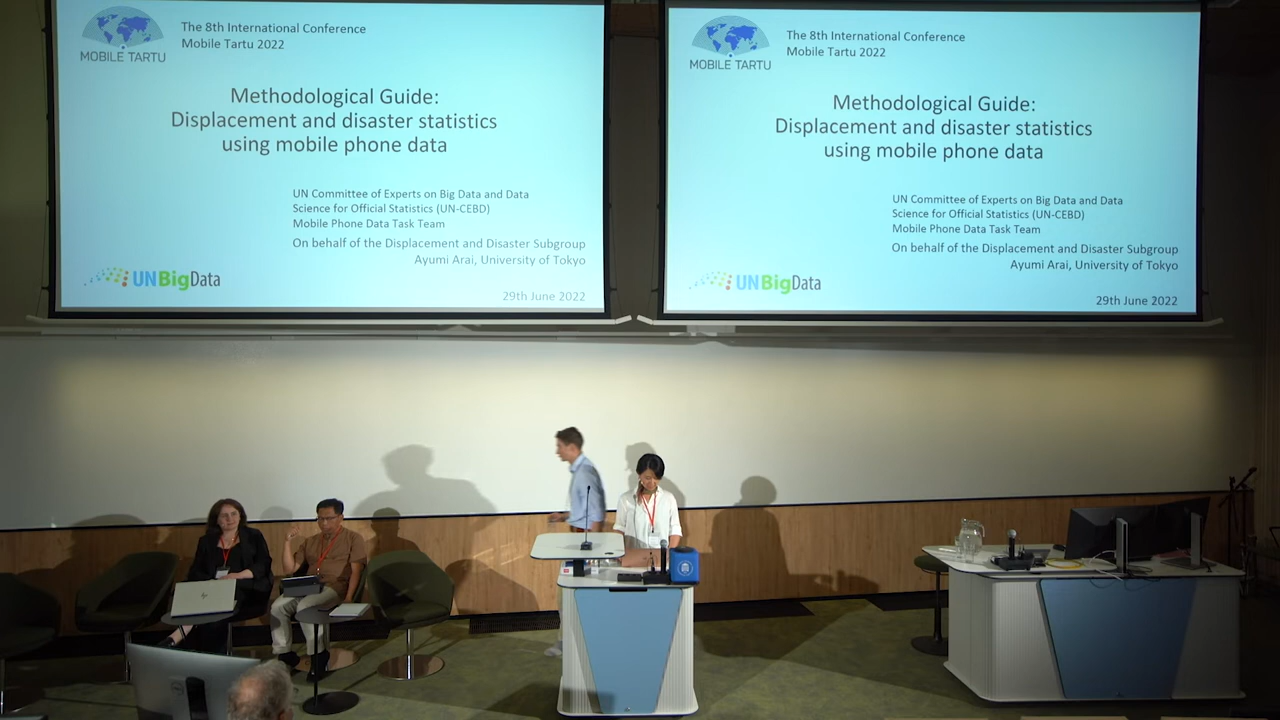 The 8th International Conference
Mobile Tartu 2022
MOBILE TARTU
Methodological Guide:
Displacement and disaster statistics
using mobile phone data
UN Committee of Experts on Big Data and Data
Science for Official Statistics (UN-CEBD)
Mobile Phone Data Task Team
On behalf of the Displacement and Disaster Subgroup
Ayumi Arai, University of Tokyo
UNBigData
29th June 2022
The 8th International Conference
Mobile Tartu 2022
MOBILE TARTU
Methodological Guide:
Displacement and disaster statistics
using mobile phone data
UN Committee of Experts on Big Data and Data
Science for Official Statistics (UN-CEBD)
Mobile Phone Data Task Team
On behalf of the Displacement and Disaster Subgroup
Ayumi Arai, University of Tokyo
UNBigData
29th June 2022